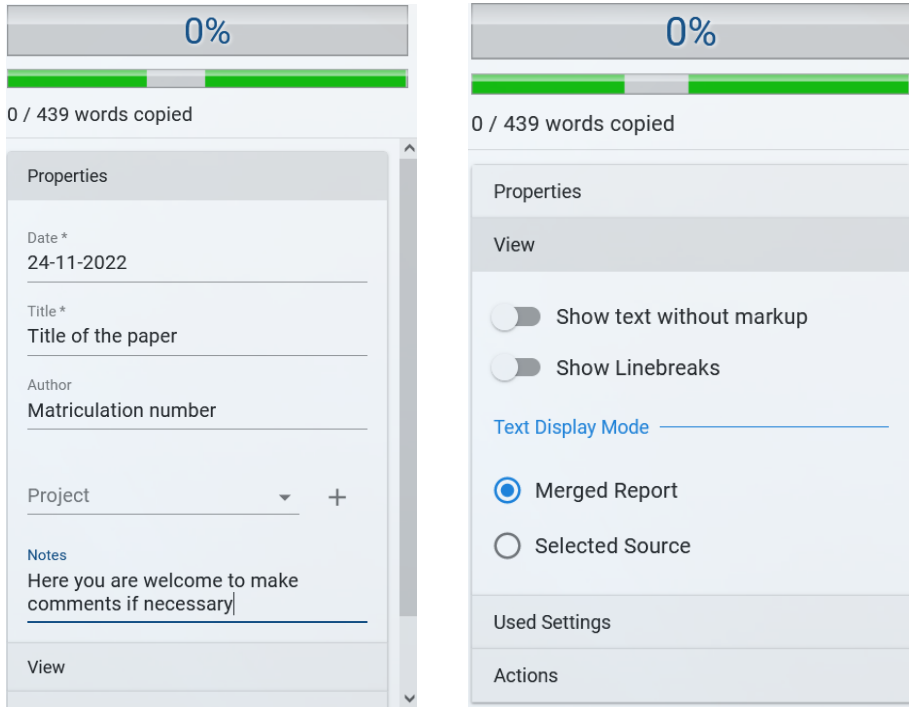 0%
0 / 439 words copied
Properties
Date *
24-11-2022
Title *
Title of the paper
Author
Matriculation number
Project
+
Notes
Here you are welcome to make
comments if necessary
View
0%
0 / 439 words copied
Properties
View
Show text without markup
Show Linebreaks
Text Display Mode
Merged Report
Selected Source
Used Settings
Actions